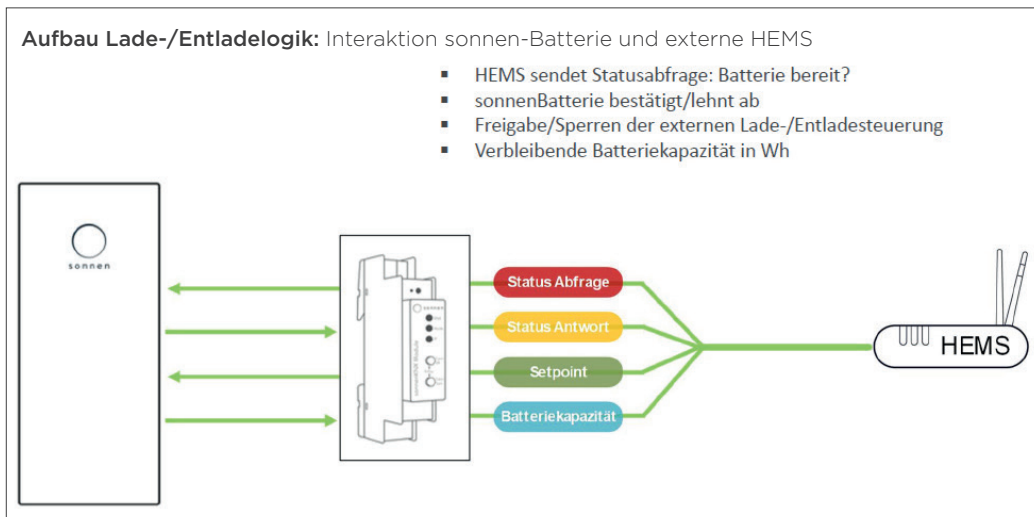 Aufbau Lade-/Entladelogik: Interaktion sonnen-Batterie und externe HEMS
▪ HEMS sendet Statusabfrage: Batterie bereit?
▪ sonnenBatterie bestätigt/lehnt ab
▪ Freigabe/Sperren der externen Lade-/Entladesteuerung
▪ Verbleibende Batteriekapazität in Wh
sonnen
Status Abfrage
Status Antwort
Setpoint
Batteriekapazität
HEMS